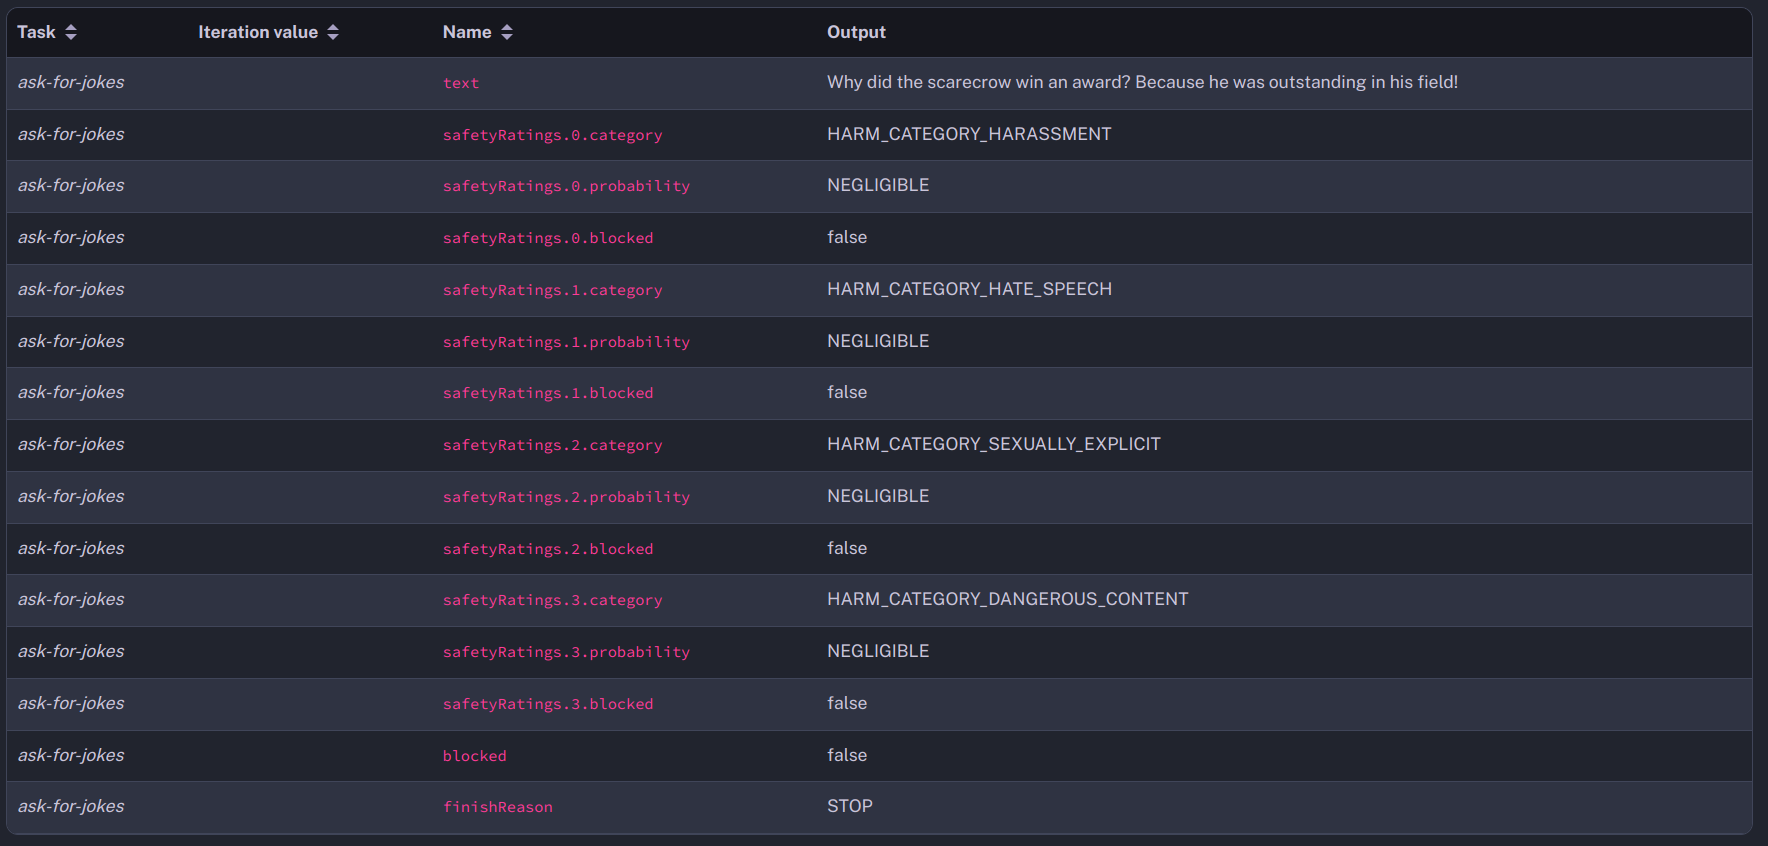 Task Iteration value Name Output
ask-for-jokes text Why did the scarecrow win an award? Because he was outstanding in his field!
ask-for-jokes safetyRatings.0.category HARM_CATEGORY_HARASSMENT
ask-for-jokes safetyRatings.0.probability NEGLIGIBLE
ask-for-jokes safetyRatings.0.blocked false
ask-for-jokes safetyRatings.1.category HARM_CATEGORY_HATE_SPEECH
ask-for-jokes safetyRatings.1.probability NEGLIGIBLE
ask-for-jokes safetyRatings.1.blocked false
ask-for-jokes safetyRatings.2.category HARM_CATEGORY_SEXUALLY_EXPLICIT
ask-for-jokes safetyRatings.2.probability NEGLIGIBLE
ask-for-jokes safetyRatings.2.blocked false
ask-for-jokes safetyRatings.3.category HARM_CATEGORY_DANGEROUS_CONTENT
ask-for-jokes safetyRatings.3.probability NEGLIGIBLE
ask-for-jokes safetyRatings.3.blocked false
ask-for-jokes blocked false
ask-for-jokes finishReason STOP